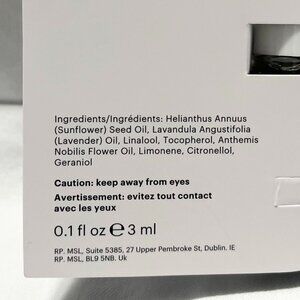 Ingredients/Ingrédients: Helianthus Annuus
(Sunflower) Seed Oil, Lavandula Angustifolia
(Lavender) Oil, Linalool, Tocopherol, Anthemis
Nobilis Flower Oil, Limonene, Citronellol,
Geraniol
Caution: keep away from eyes
Avertissement: evitez tout contact
avec les yeux
0.1 fl oz ℮ 3 ml
RP. MSL, Suite 5385, 27 Upper Pembroke St, Dublin. IE
RP. MSL, BL9 5NB. Uk